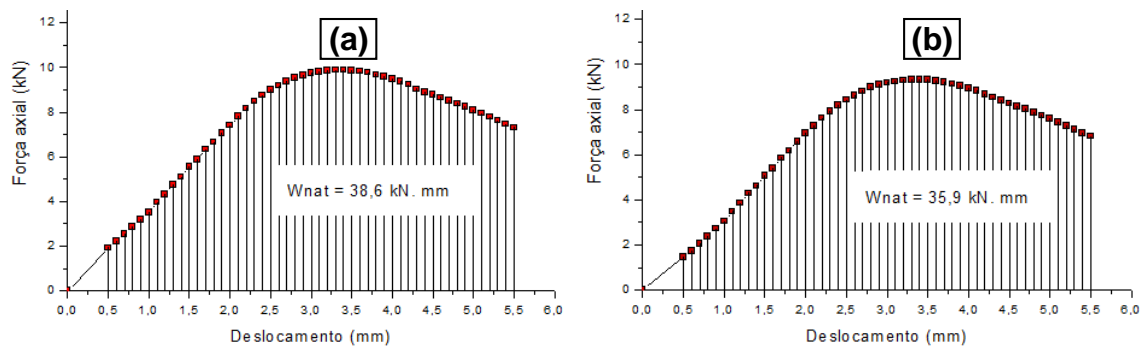 (a)
Força axial (kN)
12
10
8
6
4
2
0
Wnat = 38,6 kN. mm
0,0 0,5 1,0 1,5 2,0 2,5 3,0 3,5 4,0 4,5 5,0 5,5 6,0
Deslocamento (mm)
(b)
Força axial (kN)
12
10
8
6
4
2
0
Wnat = 35,9 kN. mm
0,0 0,5 1,0 1,5 2,0 2,5 3,0 3,5 4,0 4,5 5,0 5,5 6,0
Deslocamento (mm)